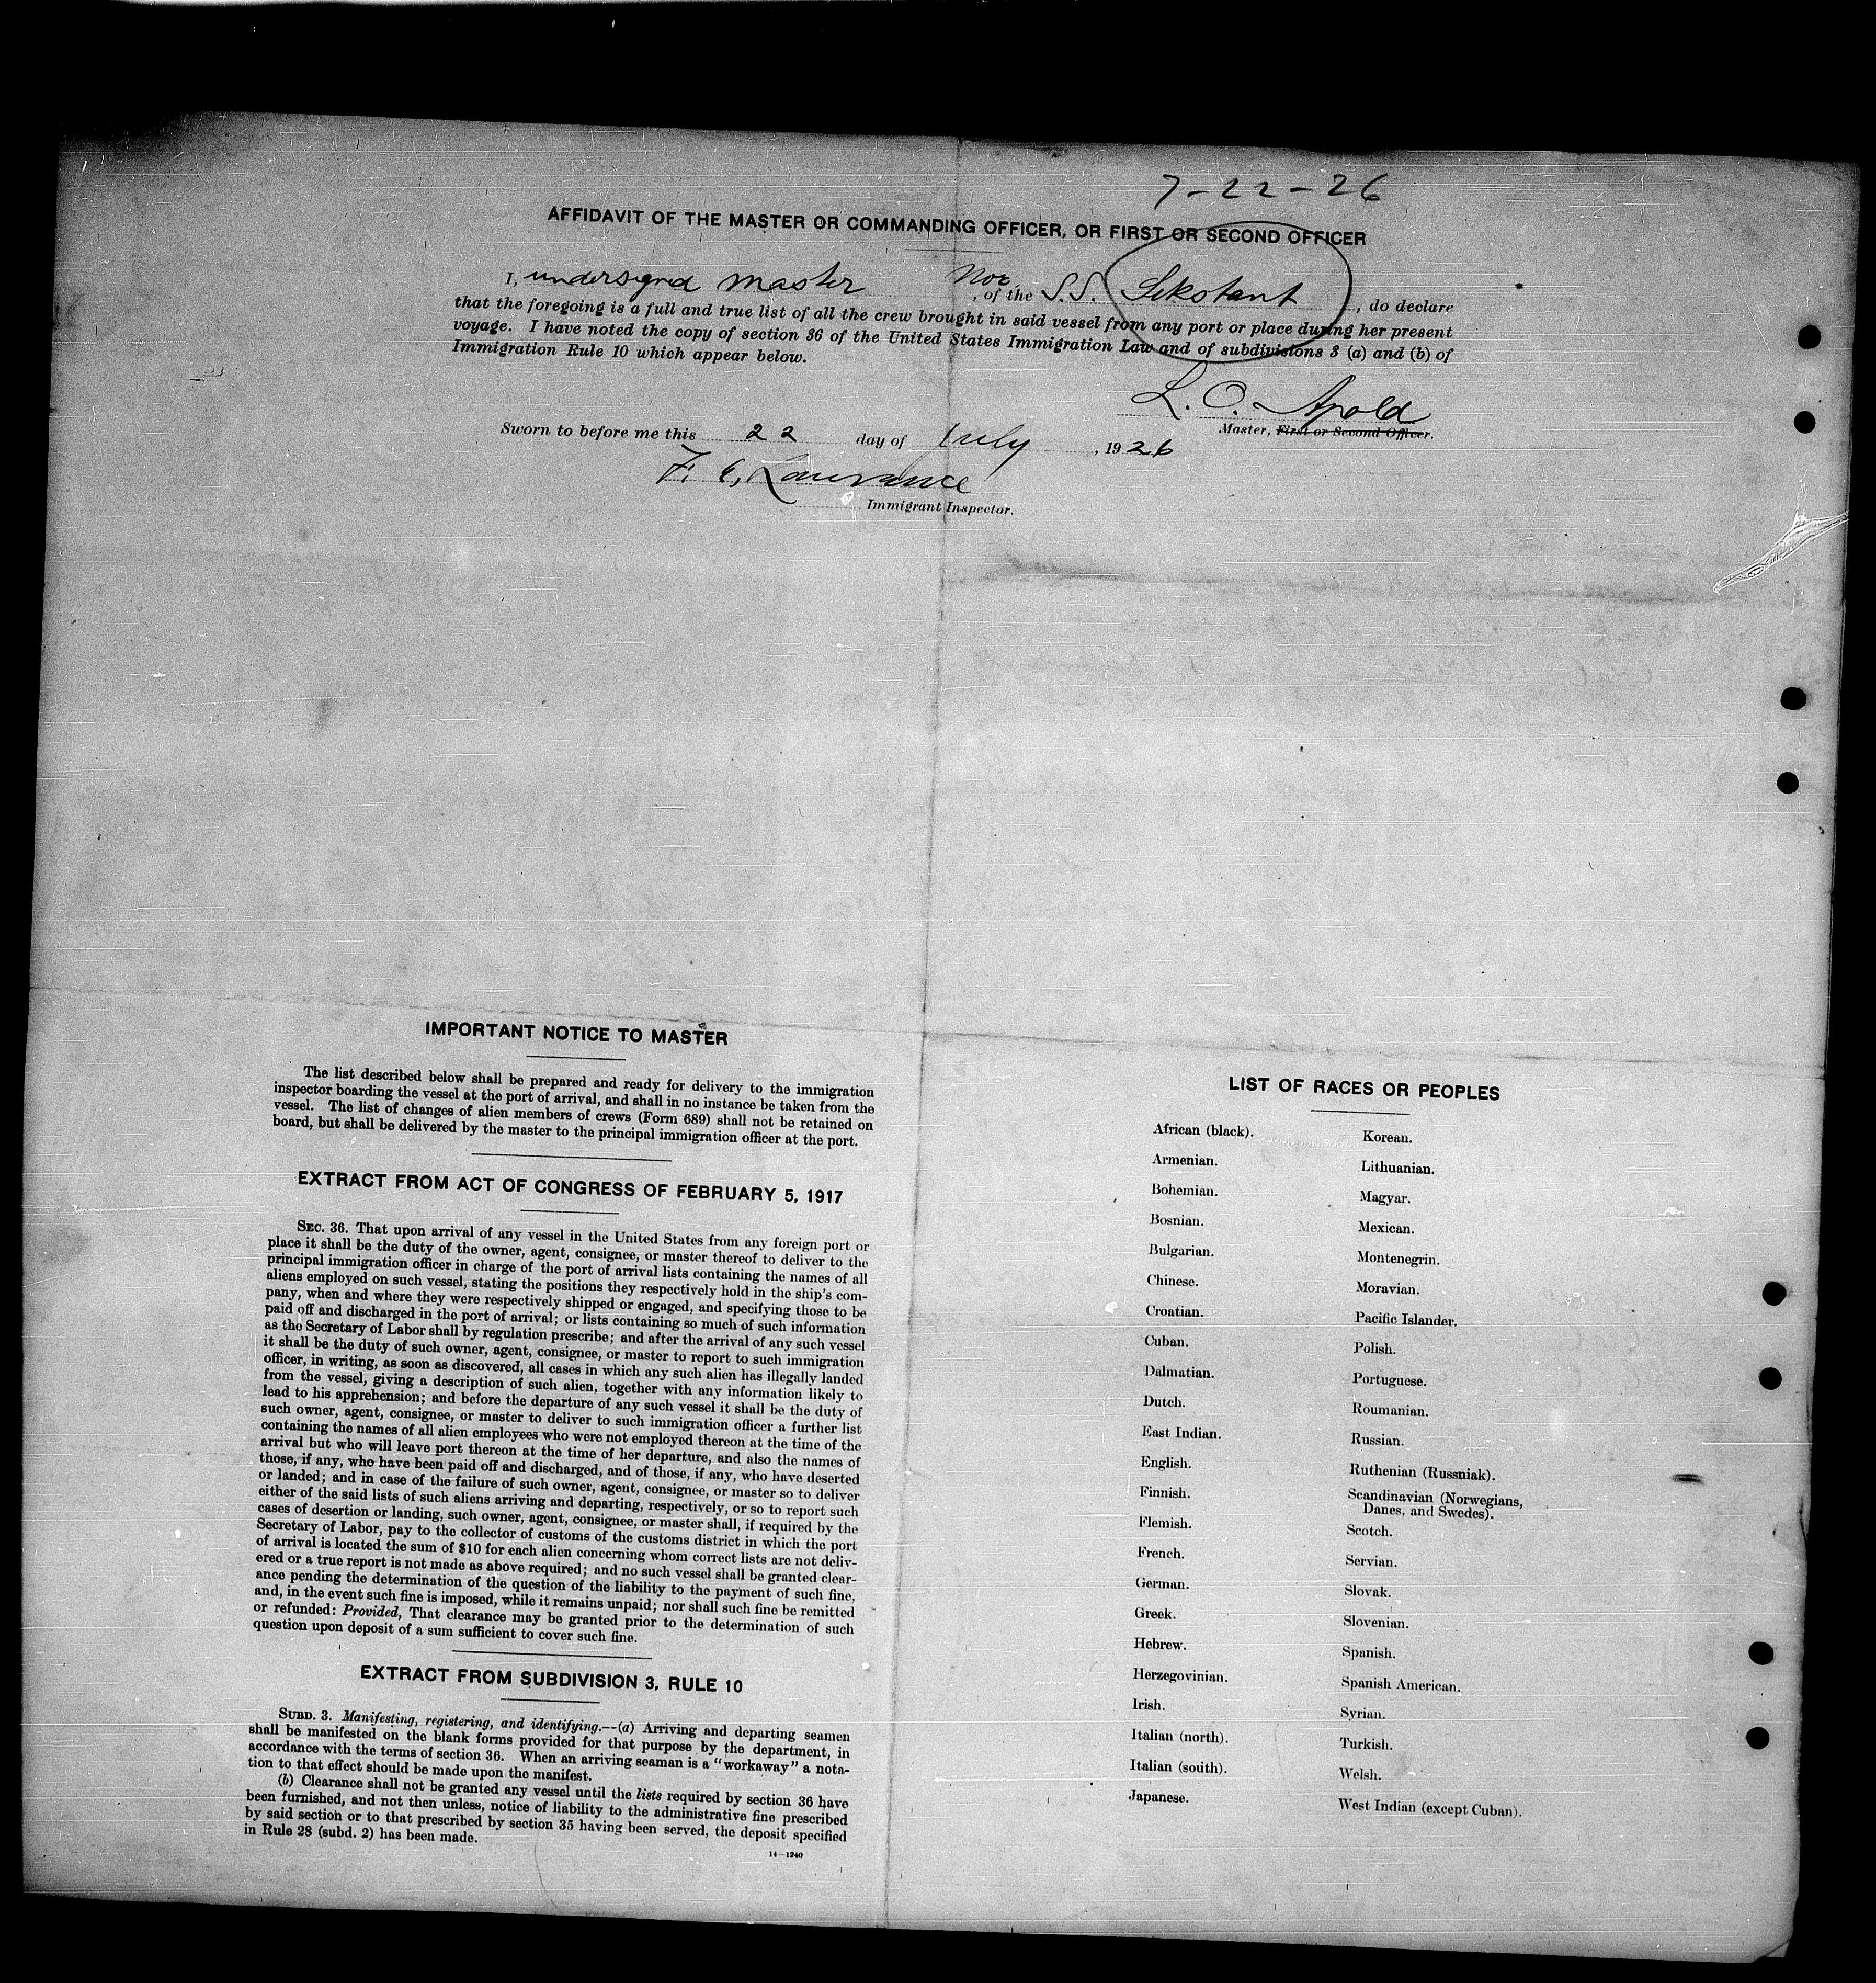 7-22-26
AFFIDAVIT OF THE MASTER OR COMMANDING OFFICER, OR FIRST OR SECOND OFFICER
I, undersigned Master Nor. , of the S.S. Sekstant , do declare
that the foregoing is a full and true list of all the crew brought in said vessel from any port or place during her present
voyage. I have noted the copy of section 36 of the United States Immigration Law and of subdivisions 3 (a) and (b) of
Immigration Rule 10 which appear below.
L. O. Apold
Master, First or Second Officer.
Sworn to before me this 22 day of July , 1926
F. E. Lawrance
Immigrant Inspector.
IMPORTANT NOTICE TO MASTER
The list described below shall be prepared and ready for delivery to the immigration
inspector boarding the vessel at the port of arrival, and shall in no instance be taken from the
vessel. The list of changes of alien members of crews (Form 689) shall not be retained on
board, but shall be delivered by the master to the principal immigration officer at the port.
EXTRACT FROM ACT OF CONGRESS OF FEBRUARY 5, 1917
SEC. 36. That upon arrival of any vessel in the United States from any foreign port or
place it shall be the duty of the owner, agent, consignee, or master thereof to deliver to the
principal immigration officer in charge of the port of arrival lists containing the names of all
aliens employed on such vessel, stating the positions they respectively hold in the ship's com-
pany, when and where they were respectively shipped or engaged, and specifying those to be
paid off and discharged in the port of arrival; or lists containing so much of such information
as the Secretary of Labor shall by regulation prescribe; and after the arrival of any such vessel
it shall be the duty of such owner, agent, consignee, or master to report to such immigration
officer, in writing, as soon as discovered, all cases in which any such alien has illegally landed
from the vessel, giving a description of such alien, together with any information likely to
lead to his apprehension; and before the departure of any such vessel it shall be the duty of
such owner, agent, consignee, or master to deliver to such immigration officer a further list
containing the names of all alien employees who were not employed thereon at the time of the
arrival but who will leave port thereon at the time of her departure, and also the names of
those, if any, who have been paid off and discharged, and of those, if any, who have deserted
or landed; and in case of the failure of such owner, agent, consignee, or master so to deliver
either of the said lists of such aliens arriving and departing, respectively, or so to report such
cases of desertion or landing, such owner, agent, consignee, or master shall, if required by the
Secretary of Labor, pay to the collector of customs of the customs district in which the port
of arrival is located the sum of $10 for each alien concerning whom correct lists are not deliv-
ered or a true report is not made as above required; and no such vessel shall be granted clear-
ance pending the determination of the question of the liability to the payment of such fine,
and, in the event such fine is imposed, while it remains unpaid; nor shall such fine be remitted
or refunded: Provided, That clearance may be granted prior to the determination of such
question upon deposit of a sum sufficient to cover such fine.
EXTRACT FROM SUBDIVISION 3, RULE 10
SUBD. 3. Manifesting, registering, and identifying.--(a) Arriving and departing seamen
shall be manifested on the blank forms provided for that purpose by the department, in
accordance with the terms of section 36. When an arriving seaman is a "workaway" a nota-
tion to that effect should be made upon the manifest.
(b) Clearance shall not be granted any vessel until the lists required by section 36 have
been furnished, and not then unless, notice of liability to the administrative fine prescribed
by said section or to that prescribed by section 35 having been served, the deposit specified
in Rule 28 (subd. 2) has been made.
14-1240
LIST OF RACES OR PEOPLES
African (black).
Armenian.
Bohemian.
Bosnian.
Bulgarian.
Chinese.
Croatian.
Cuban.
Dalmatian.
Dutch.
East Indian.
English.
Finnish.
Flemish.
French.
German.
Greek.
Hebrew.
Herzegovinian.
Irish.
Italian (north).
Italian (south).
Japanese.
Korean.
Lithuanian.
Magyar.
Mexican.
Montenegrin.
Moravian.
Pacific Islander.
Polish.
Portuguese.
Roumanian.
Russian.
Ruthenian (Russniak).
Scandinavian (Norwegians,
Danes, and Swedes).
Scotch.
Servian.
Slovak.
Slovenian.
Spanish.
Spanish American.
Syrian.
Turkish.
Welsh.
West Indian (except Cuban).